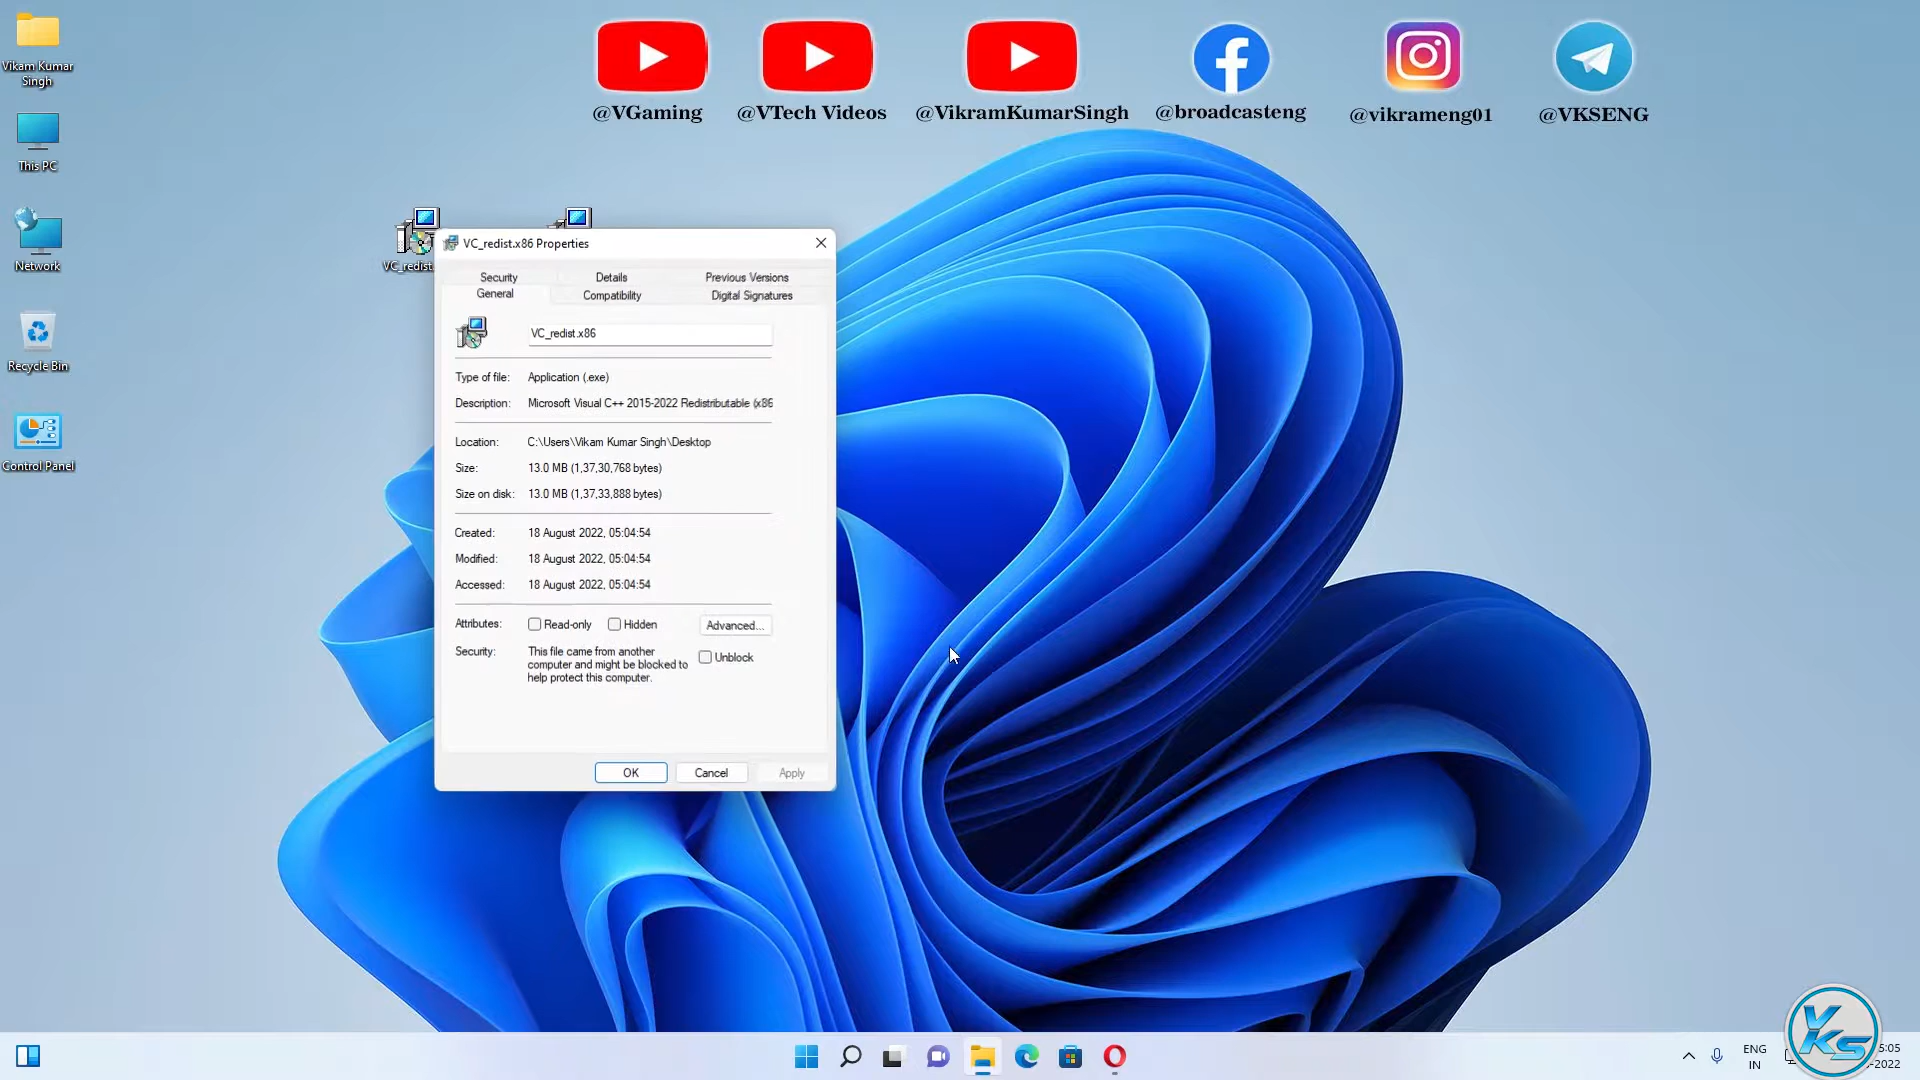 @VGaming
@VTech Videos
@VikramKumarSingh
@broadcasteng
@vikrameng01
@VKSENG
Vikam Kumar
Singh
This PC
Network
Recycle Bin
Control Panel
VC_redist.
VC_redist.x86 Properties
Security
Details
Previous Versions
General
Compatibility
Digital Signatures
VC_redist.x86
Type of file: Application (.exe)
Description: Microsoft Visual C++ 2015-2022 Redistributable (x86
Location: C:\Users\Vikam Kumar Singh\Desktop
Size: 13.0 MB (1,37,30,768 bytes)
Size on disk: 13.0 MB (1,37,33,888 bytes)
Created: 18 August 2022, 05:04:54
Modified: 18 August 2022, 05:04:54
Accessed: 18 August 2022, 05:04:54
Attributes: Read-only Hidden Advanced...
Security: This file came from another
computer and might be blocked to
help protect this computer.
Unblock
OK
Cancel
Apply
ENG
IN
5:05
-2022
VKS